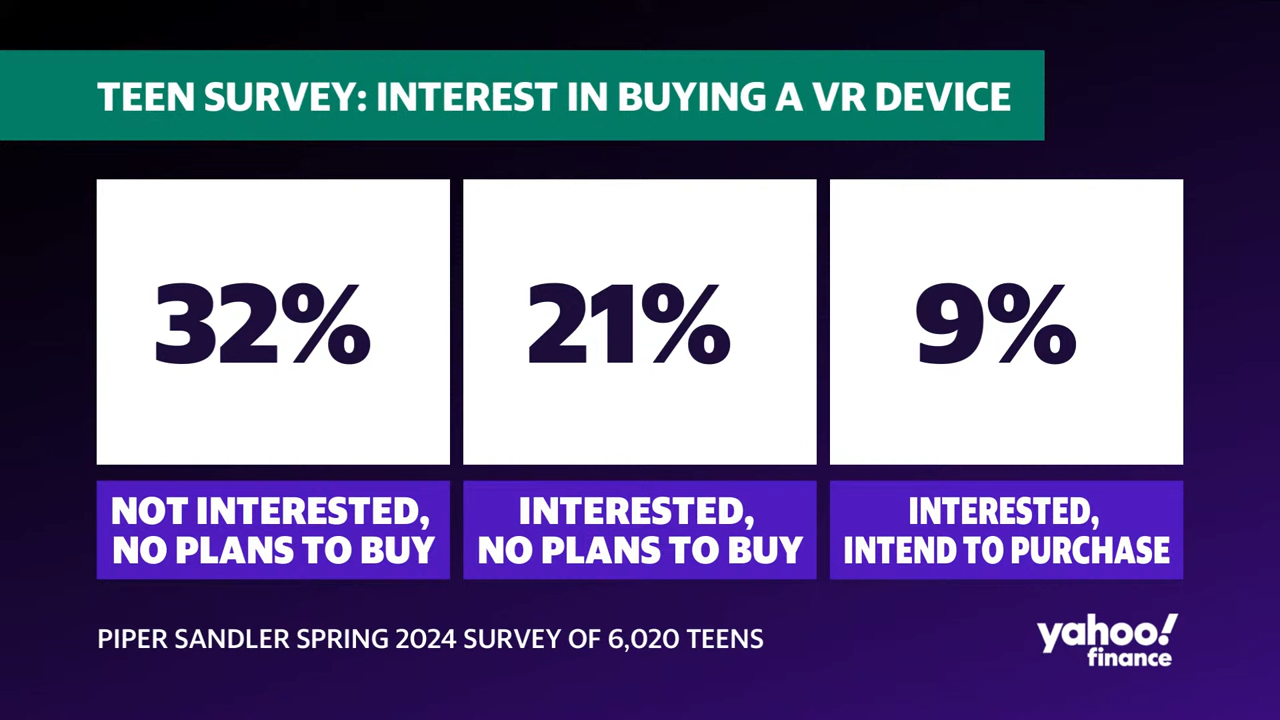 TEEN SURVEY: INTEREST IN BUYING A VR DEVICE
32%
NOT INTERESTED,
NO PLANS TO BUY
21%
INTERESTED,
NO PLANS TO BUY
9%
INTERESTED,
INTEND TO PURCHASE
PIPER SANDLER SPRING 2024 SURVEY OF 6,020 TEENS
yahoo!
finance